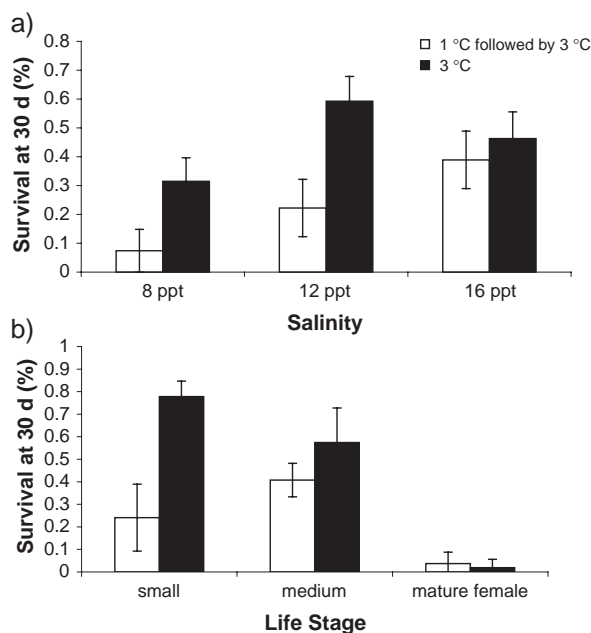 a)
1 °C followed by 3 °C
3 °C
Survival at 30 d (%)
0.8
0.7
0.6
0.5
0.4
0.3
0.2
0.1
0
8 ppt 12 ppt 16 ppt
Salinity
b)
Survival at 30 d (%)
1
0.9
0.8
0.7
0.6
0.5
0.4
0.3
0.2
0.1
0
small medium mature female
Life Stage